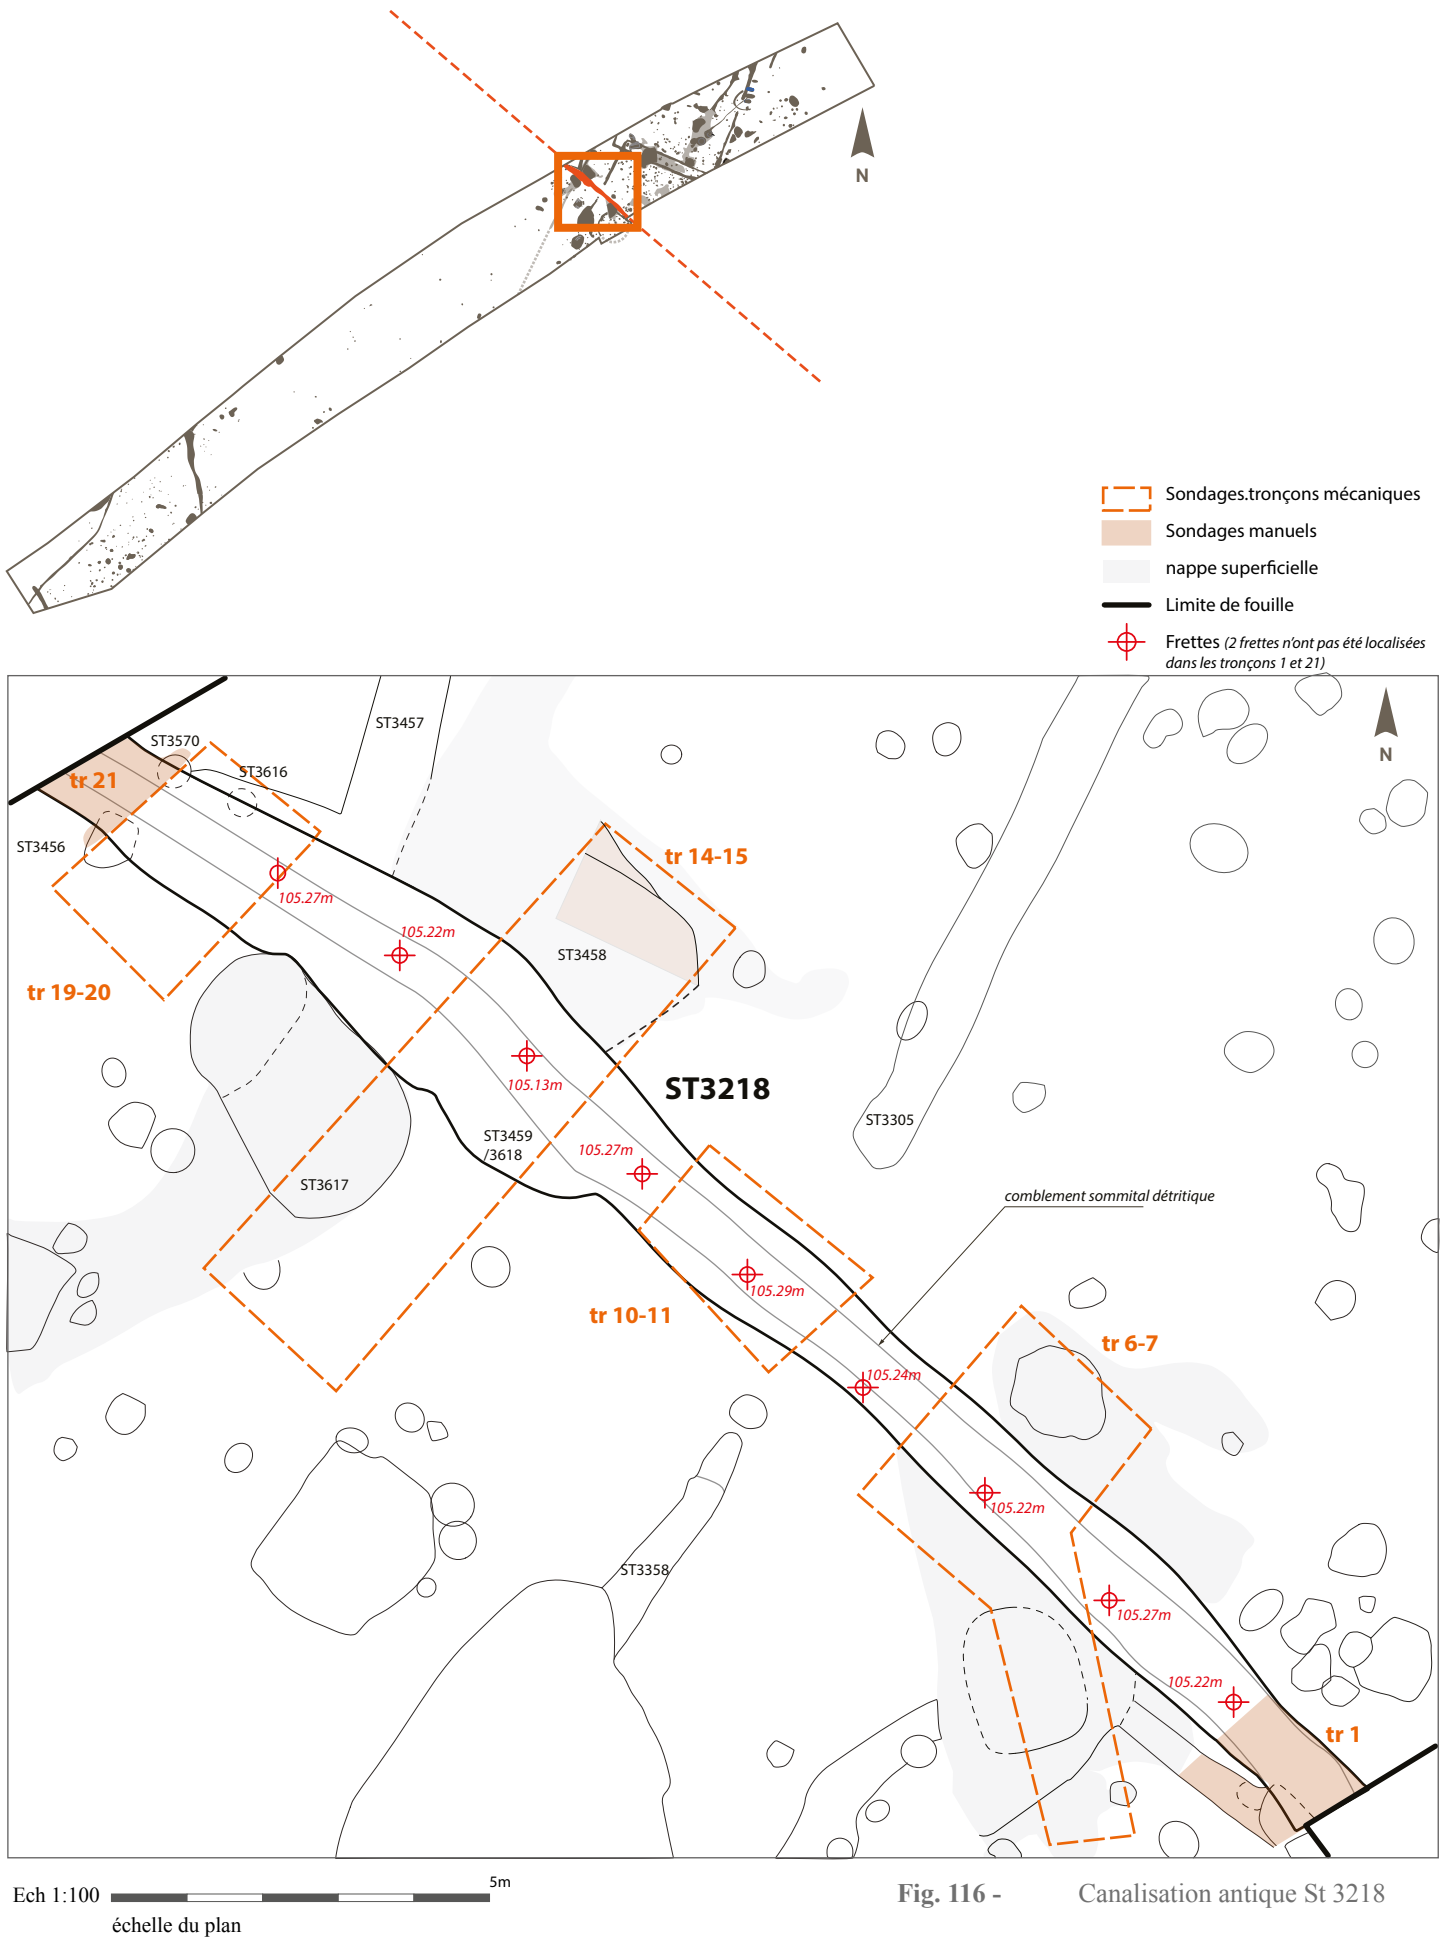 N
Sondages.tronçons mécaniques
Sondages manuels
nappe superficielle
Limite de fouille
Frettes (2 frettes n'ont pas été localisées
dans les tronçons 1 et 21)
ST3457
ST3570
ST3616
tr 21
N
ST3456
tr 14-15
105.27m
105.22m
ST3458
tr 19-20
105.13m
ST3218
ST3305
ST3459
/3618
105.27m
ST3617
comblement sommital détritique
105.29m
tr 10-11
tr 6-7
105.24m
105.22m
ST3358
105.27m
105.22m
tr 1
5m
Ech 1:100
échelle du plan
Fig. 116 - Canalisation antique St 3218